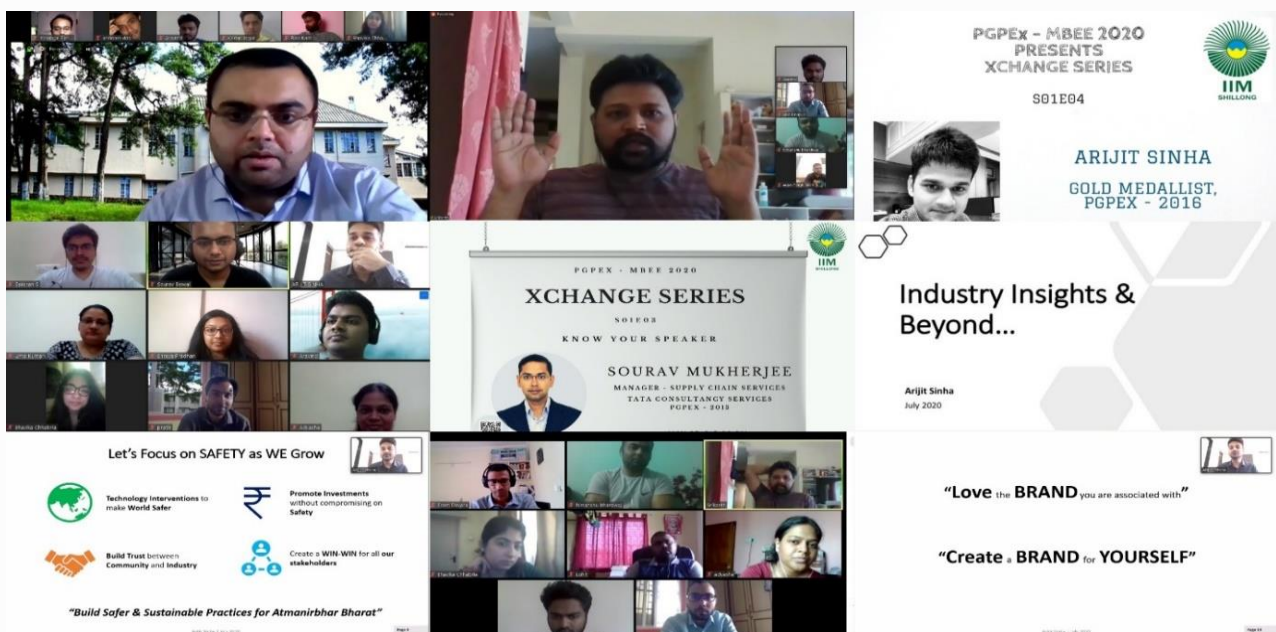 PGPEx - MBEE 2020
PRESENTS
XCHANGE SERIES
S01E04
IIM
SHILLONG
ARIJIT SINHA
GOLD MEDALLIST,
PGPEX - 2016
PGPEX - MBEE 2020
XCHANGE SERIES
S01E03
KNOW YOUR SPEAKER
SOURAV MUKHERJEE
MANAGER - SUPPLY CHAIN SERVICES
TATA CONSULTANCY SERVICES
IIM
SHILLONG
Industry Insights &
Beyond...
Arijit Sinha
July 2020
Let's Focus on SAFETY as WE Grow
Technology Interventions to
make World Safer
Promote Investments
without compromising on
Safety
Build Trust between
Community and Industry
Create a WIN-WIN for all our
stakeholders
"Build Safer & Sustainable Practices for Atmanirbhar Bharat"
"Love the BRAND you are associated with"
"Create a BRAND for YOURSELF"